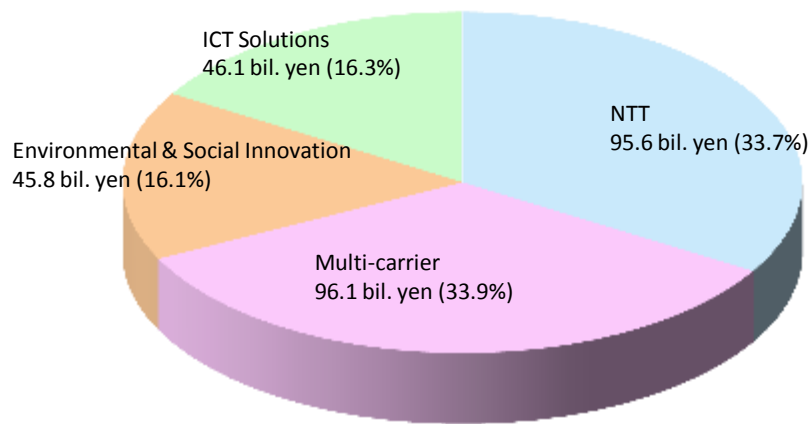 ICT Solutions
46.1 bil. yen (16.3%)
NTT
95.6 bil. yen (33.7%)
Environmental & Social Innovation
45.8 bil. yen (16.1%)
Multi-carrier
96.1 bil. yen (33.9%)